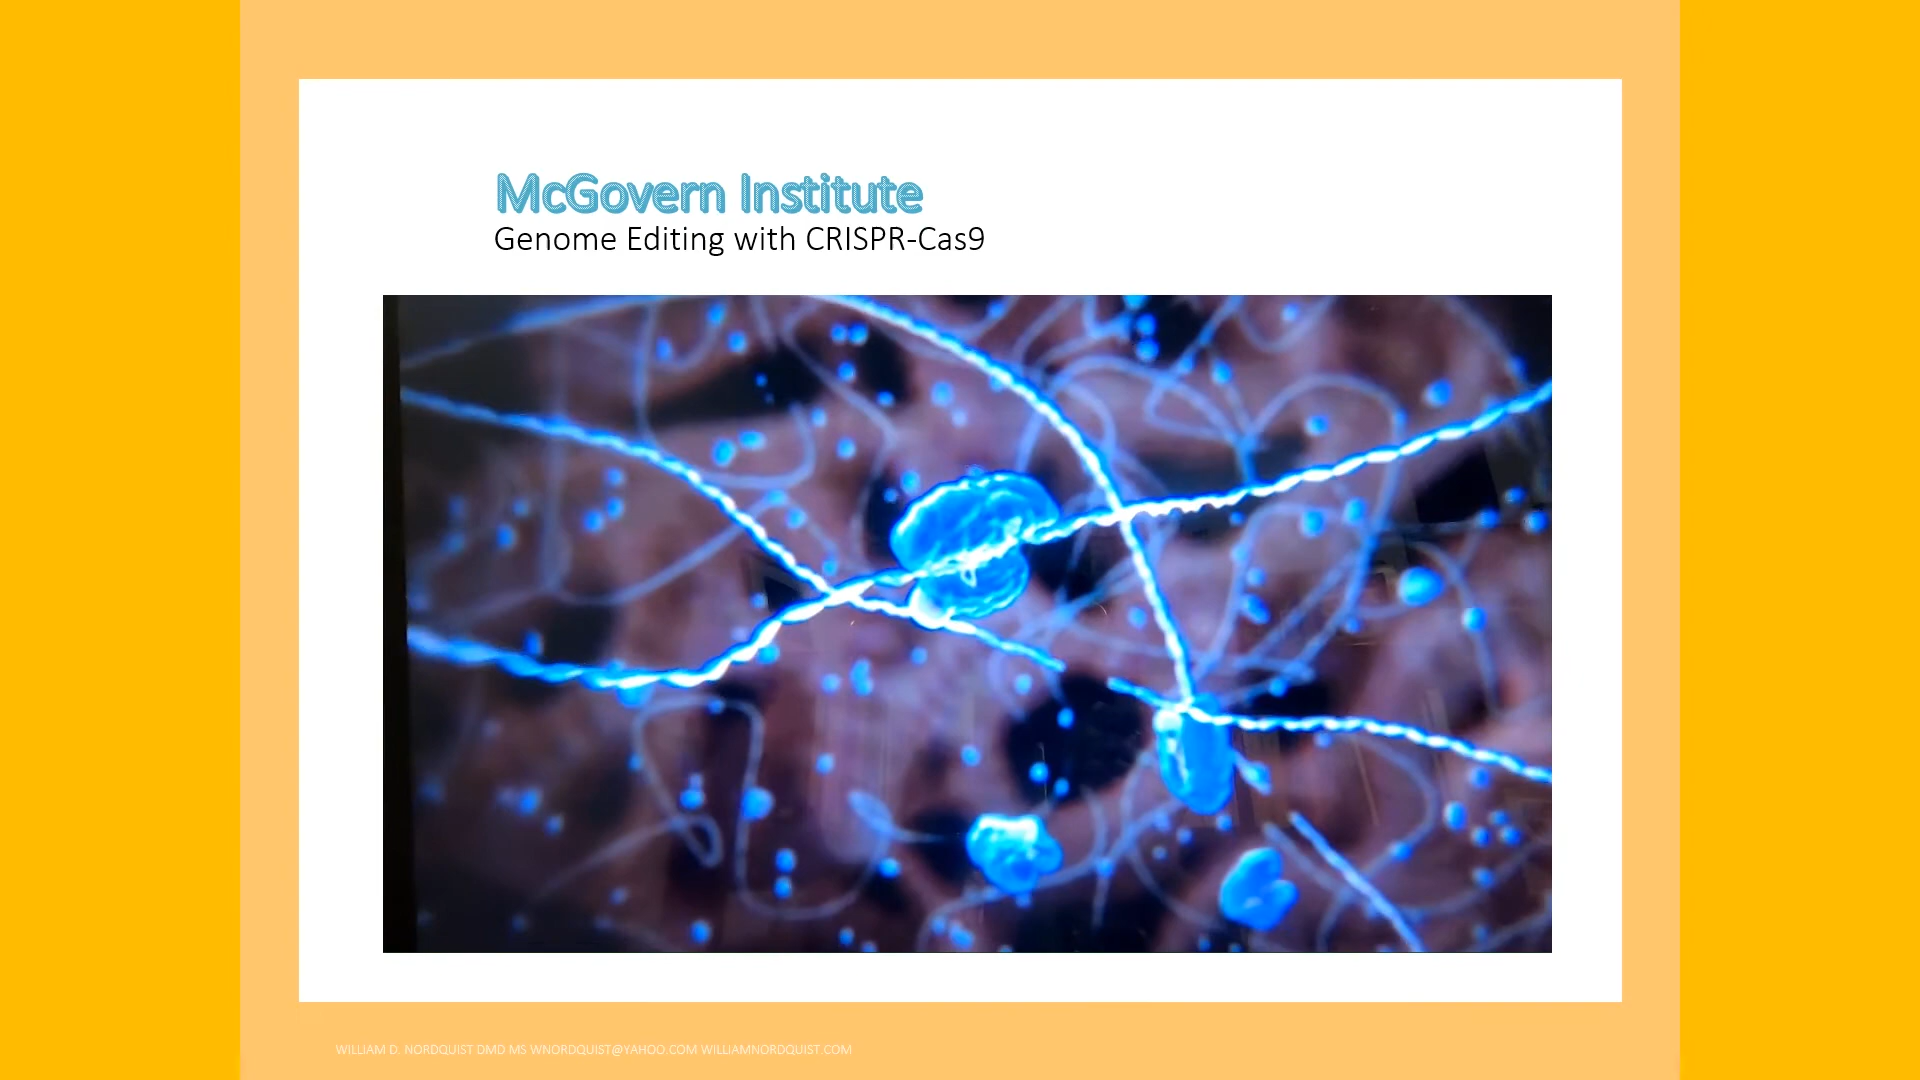 McGovern Institute
Genome Editing with CRISPR-Cas9
WILLIAM D. NORDQUIST DMD MS WNORDQUIST@YAHOO.COM WILLIAMNORDQUIST.COM